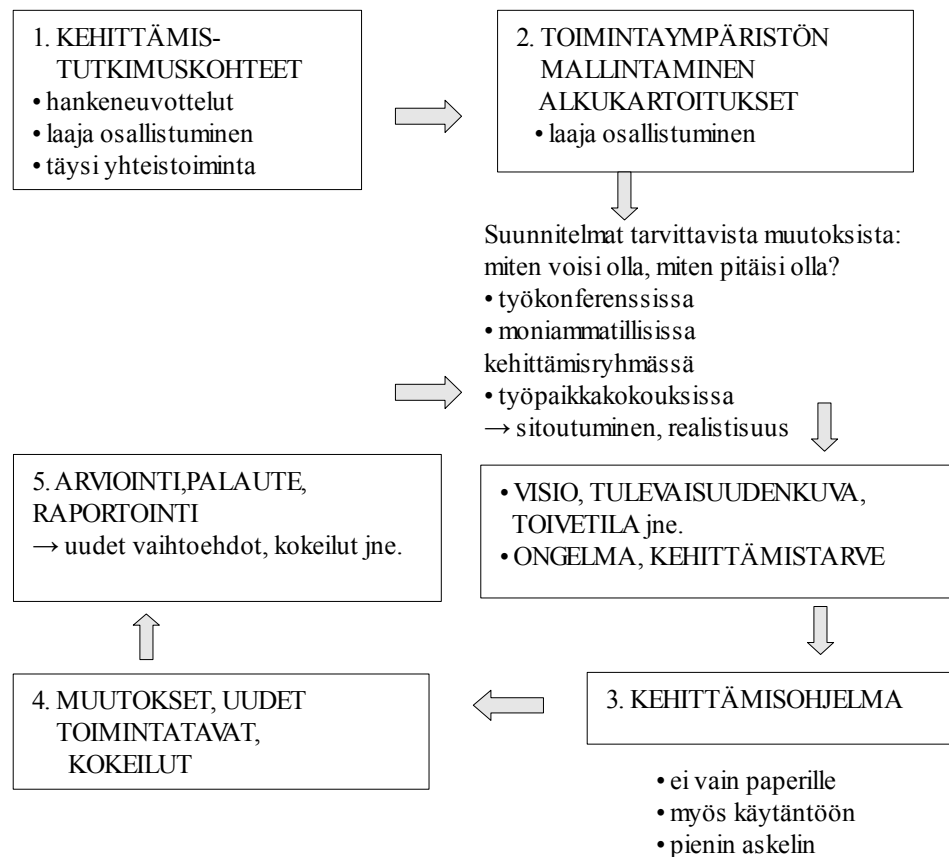 1. KEHITTÄMIS-
TUTKIMUSKOHTEET
• hankeneuvottelut
• laaja osallistuminen
• täysi yhteistoiminta
2. TOIMINTAYMPÄRISTÖN
MALLINTAMINEN
ALKUKARTOITUKSET
• laaja osallistuminen
Suunnitelmat tarvittavista muutoksista:
miten voisi olla, miten pitäisi olla?
• työkonferenssissa
• moniammatillisissa
kehittämisryhmässä
• työpaikkakokouksissa
→ sitoutuminen, realistisuus
• VISIO, TULEVAISUUDENKUVA,
TOIVETILA jne.
• ONGELMA, KEHITTÄMISTARVE
3. KEHITTÄMISOHJELMA
• ei vain paperille
• myös käytäntöön
• pienin askelin
4. MUUTOKSET, UUDET
TOIMINTATAVAT,
KOKEILUT
5. ARVIOINTI,PALAUTE,
RAPORTOINTI
→ uudet vaihtoehdot, kokeilut jne.